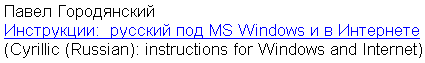 Павел Городянский
Инструкции:  русский под MS Windows и в Интернете
(Cyrillic (Russian): instructions for Windows and Internet)